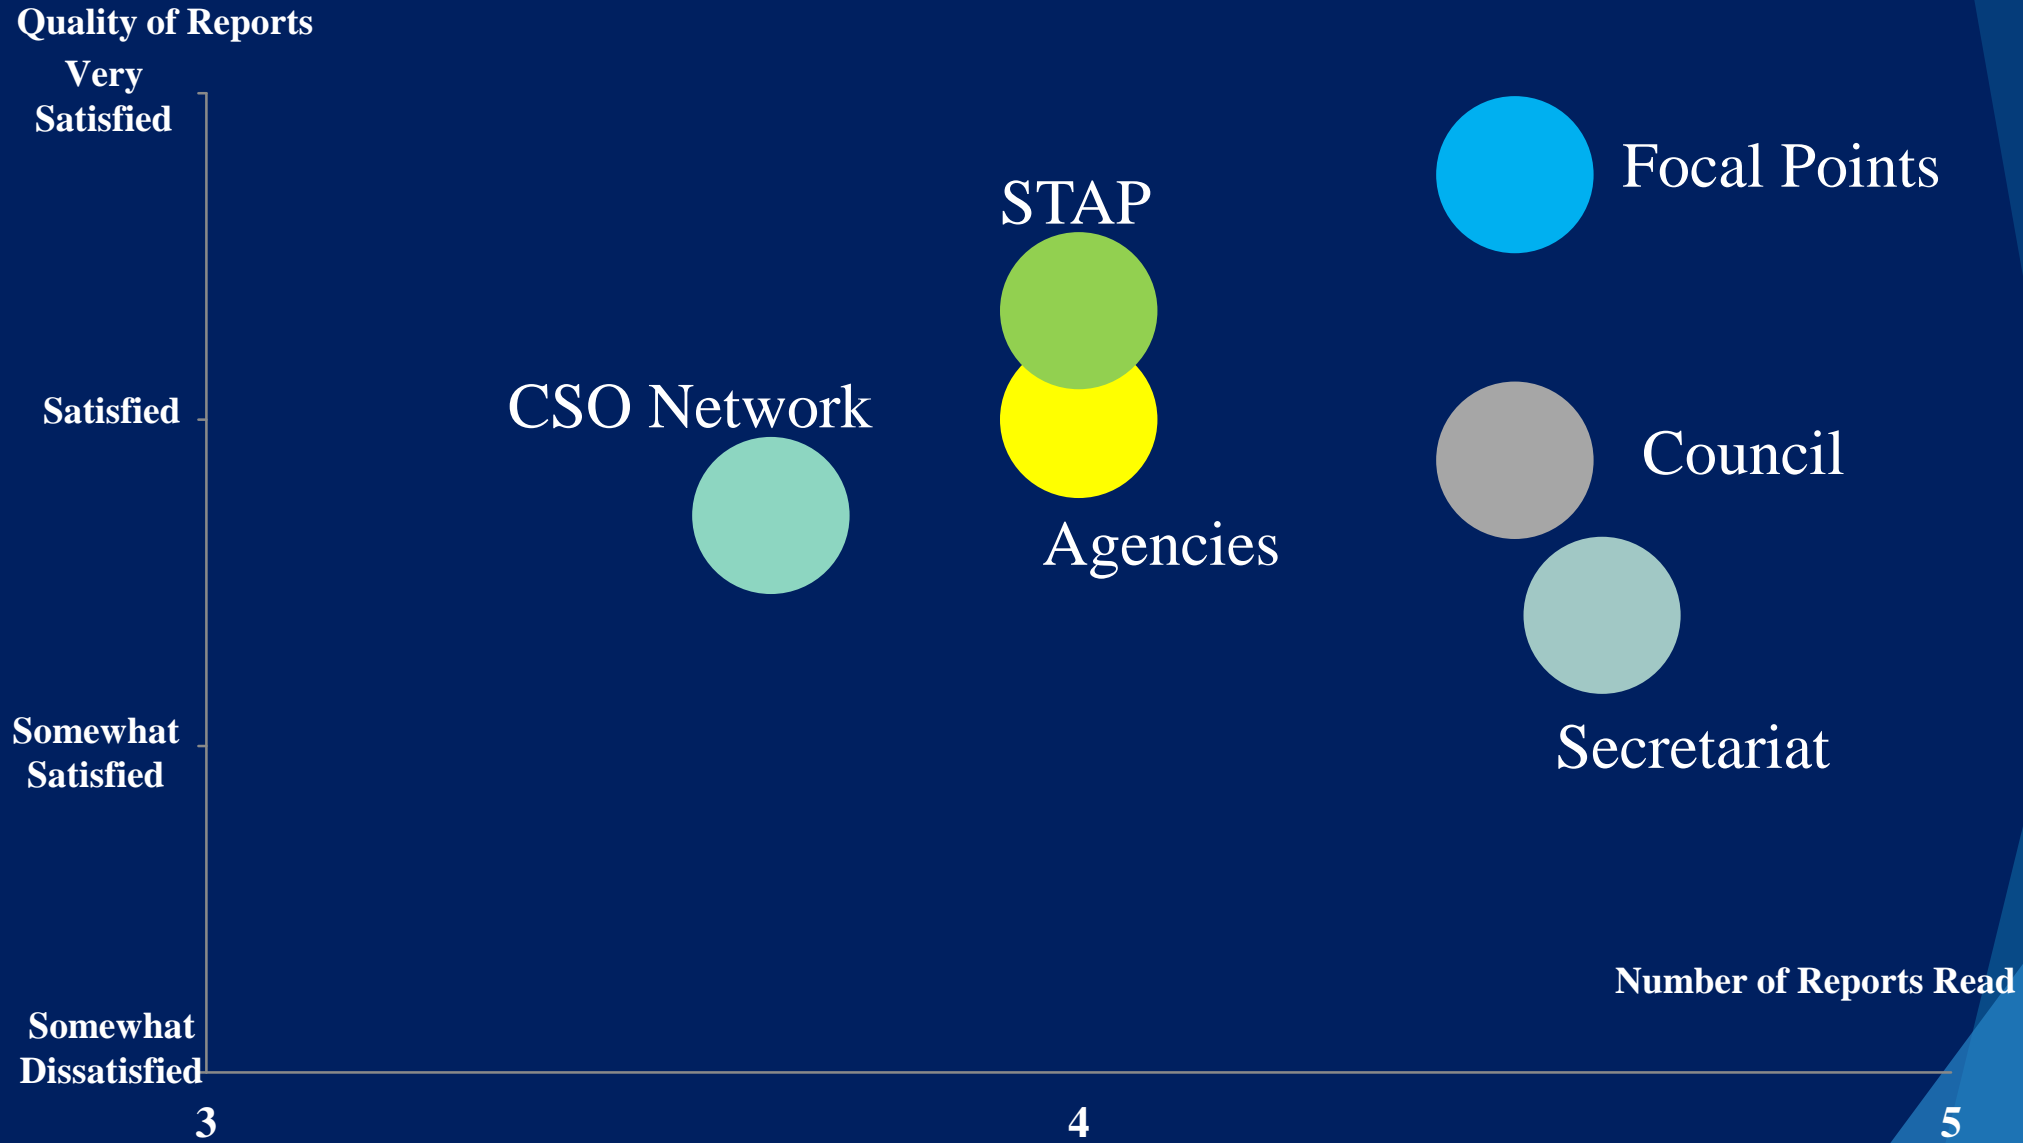 Quality of Reports
Very
Satisfied
Focal Points
STAP
CSO Network
Satisfied
Council
Agencies
Somewhat
Satisfied
Secretariat
Number of Reports Read
Somewhat
Dissatisfied
3 4 5